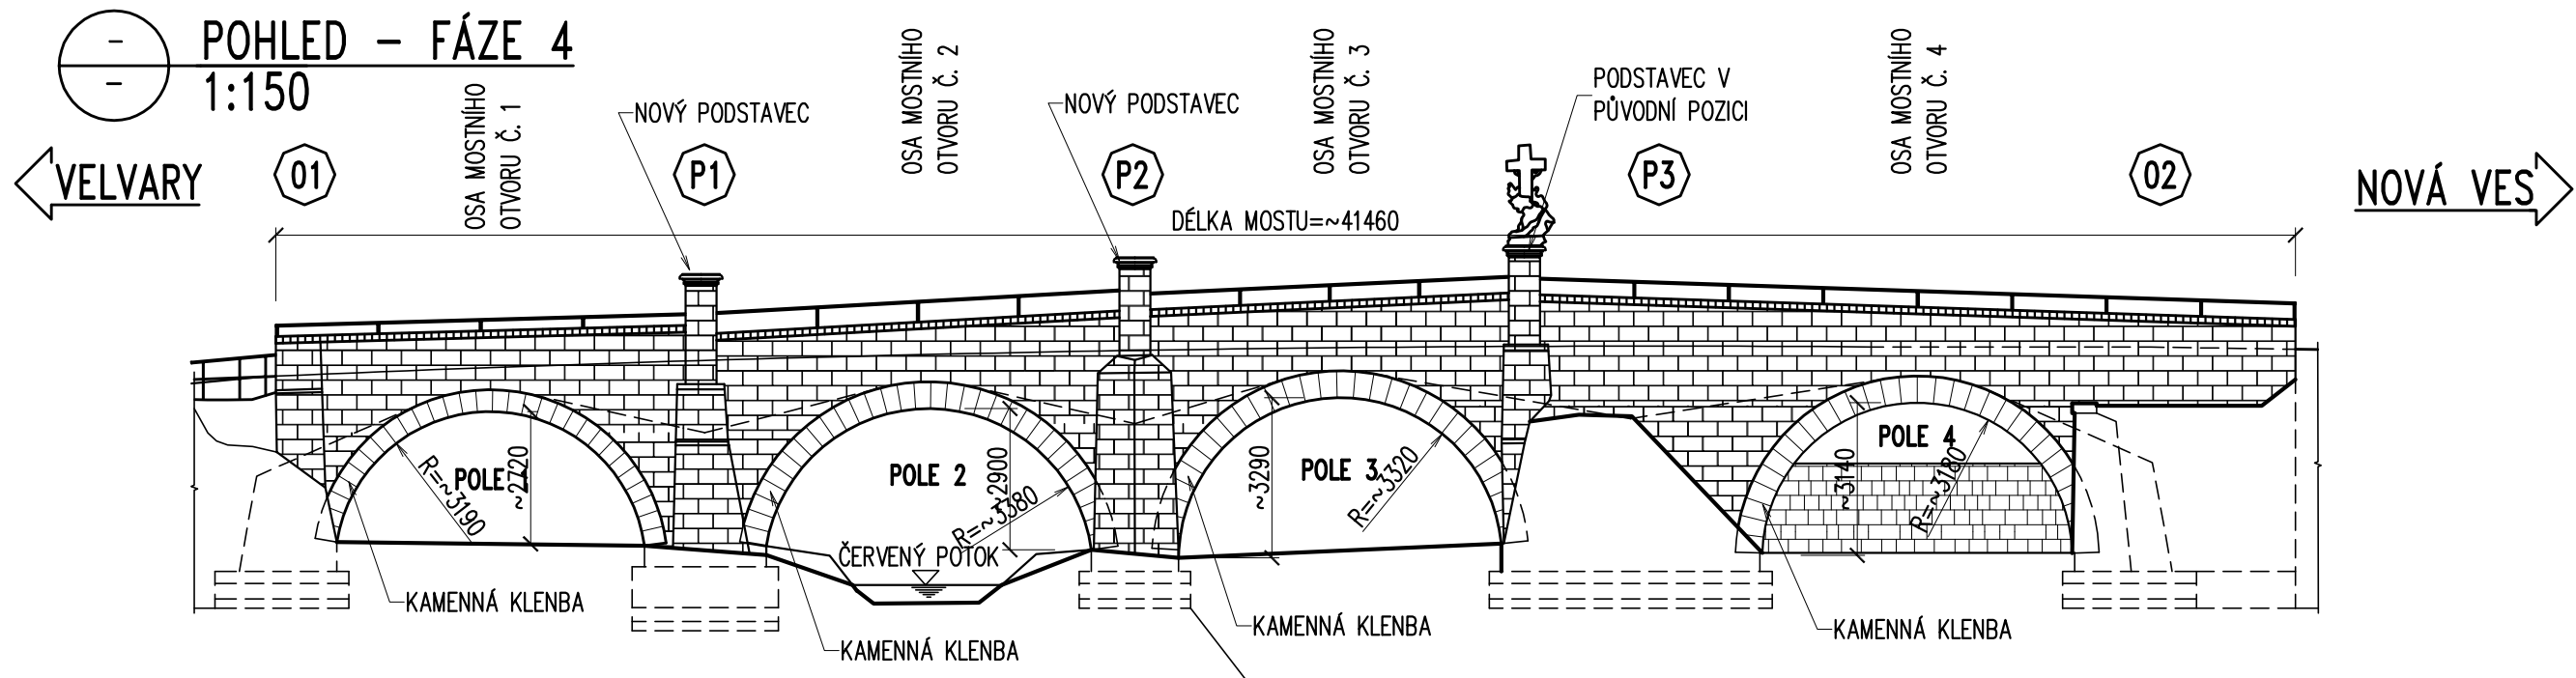 -
-
POHLED - FÁZE 4
1:150
VELVARY
NOVÁ VES
O1
OSA MOSTNÍHO
OTVORU Č. 1
NOVÝ PODSTAVEC
P1
OSA MOSTNÍHO
OTVORU Č. 2
NOVÝ PODSTAVEC
P2
OSA MOSTNÍHO
OTVORU Č. 3
PODSTAVEC V
PŮVODNÍ POZICI
P3
OSA MOSTNÍHO
OTVORU Č. 4
O2
DÉLKA MOSTU=~41460
POLE
R=~3190
~2720
POLE 2
~2900
R=~3380
~3290
POLE 3
R=~3320
~3140
POLE 4
R=~3180
ČERVENÝ POTOK
KAMENNÁ KLENBA
KAMENNÁ KLENBA
KAMENNÁ KLENBA
KAMENNÁ KLENBA